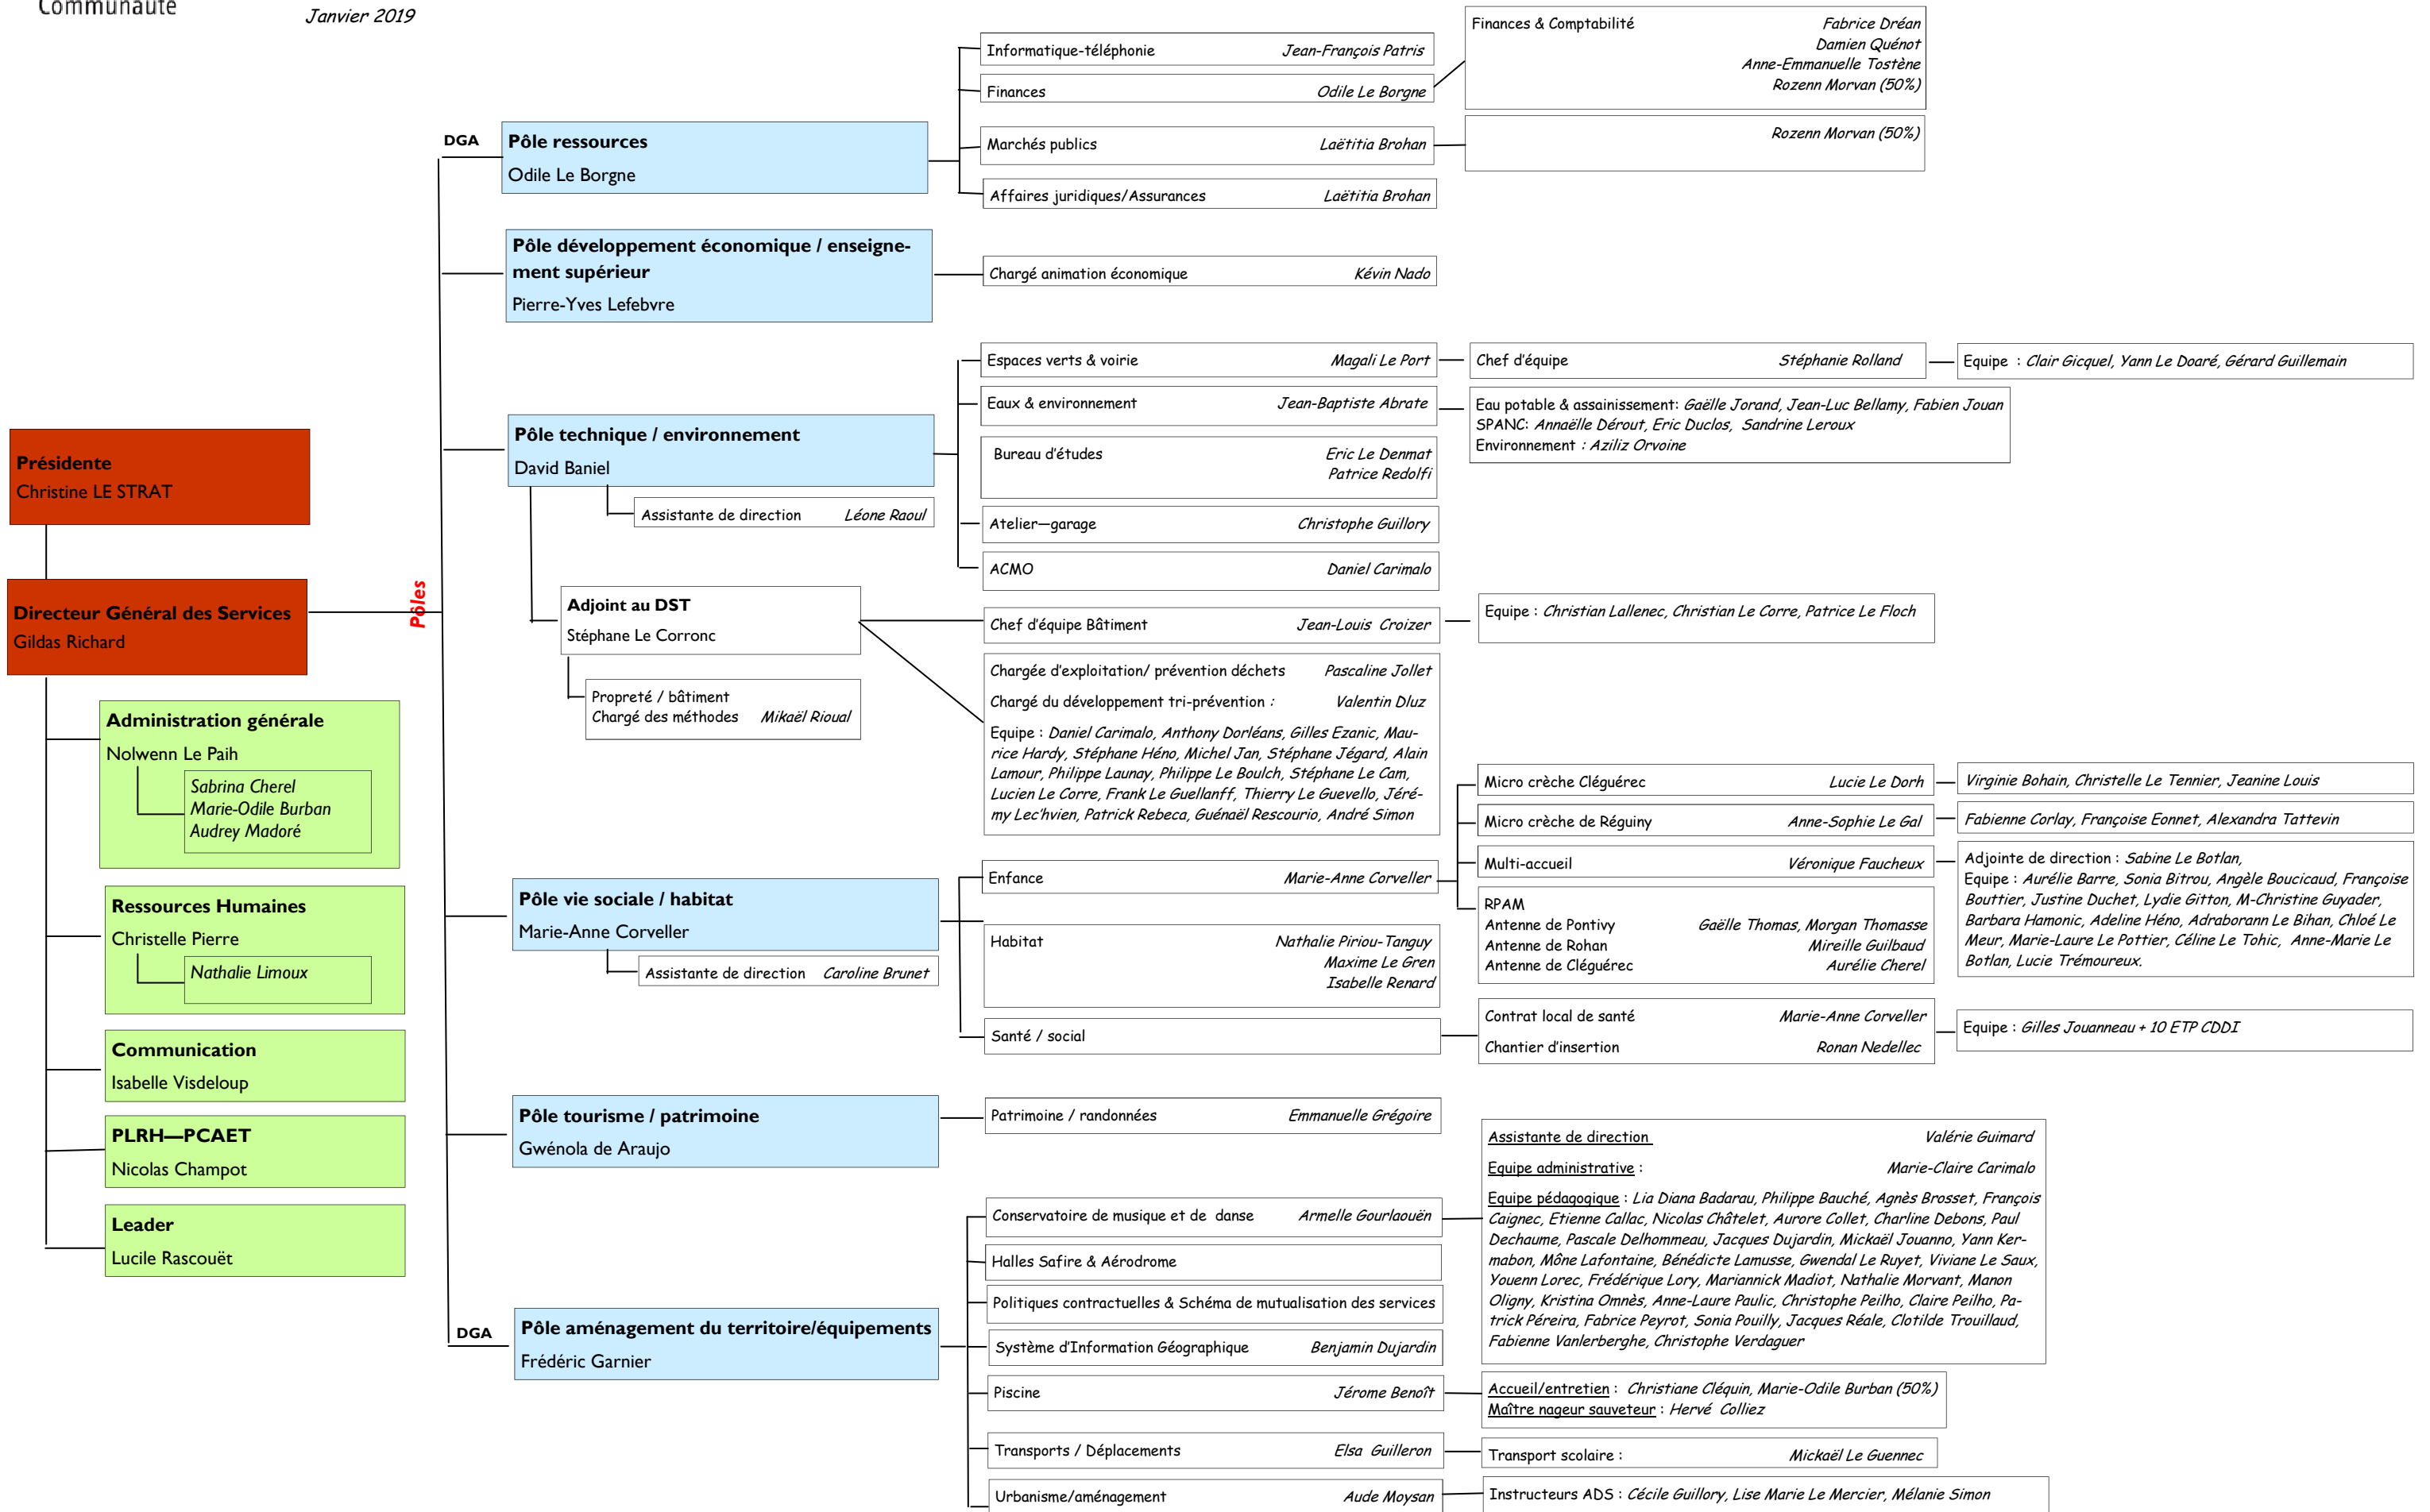 Communauté
Janvier 2019
Présidente
Christine LE STRAT
Directeur Général des Services
Gildas Richard
Administration générale
Nolwenn Le Paih
Sabrina Cherel
Marie-Odile Burban
Audrey Madoré
Ressources Humaines
Christelle Pierre
Nathalie Limoux
Communication
Isabelle Visdeloup
PLRH—PCAET
Nicolas Champot
Leader
Lucile Rascouët
Pôles
DGA
Pôle ressources
Odile Le Borgne
Informatique-téléphonie Jean-François Patris
Finances Odile Le Borgne
Finances & Comptabilité Fabrice Dréan
Damien Quénot
Anne-Emmanuelle Tostène
Rozenn Morvan (50%)
Marchés publics Laëtitia Brohan
Rozenn Morvan (50%)
Affaires juridiques/Assurances Laëtitia Brohan
Pôle développement économique / enseigne-
ment supérieur
Pierre-Yves Lefebvre
Chargé animation économique Kévin Nado
Pôle technique / environnement
David Baniel
Assistante de direction Léone Raoul
Espaces verts & voirie Magali Le Port
Chef d'équipe Stéphanie Rolland
Equipe : Clair Gicquel, Yann Le Doaré, Gérard Guillemain
Eaux & environnement Jean-Baptiste Abrate
Eau potable & assainissement: Gaëlle Jorand, Jean-Luc Bellamy, Fabien Jouan
SPANC: Annaëlle Dérout, Eric Duclos, Sandrine Leroux
Environnement : Aziliz Orvoine
Bureau d'études Eric Le Denmat
Patrice Redolfi
Atelier—garage Christophe Guillory
ACMO Daniel Carimalo
Adjoint au DST
Stéphane Le Corronc
Propreté / bâtiment
Chargé des méthodes Mikaël Rioual
Chef d'équipe Bâtiment Jean-Louis Croizer
Equipe : Christian Lallenec, Christian Le Corre, Patrice Le Floch
Chargée d'exploitation/ prévention déchets Pascaline Jollet
Chargé du développement tri-prévention : Valentin Dluz
Equipe : Daniel Carimalo, Anthony Dorléans, Gilles Ezanic, Mau-
rice Hardy, Stéphane Héno, Michel Jan, Stéphane Jégard, Alain
Lamour, Philippe Launay, Philippe Le Boulch, Stéphane Le Cam,
Lucien Le Corre, Frank Le Guellanff, Thierry Le Guevello, Jéré-
my Lec'hvien, Patrick Rebeca, Guénaël Rescourio, André Simon
Pôle vie sociale / habitat
Marie-Anne Corveller
Assistante de direction Caroline Brunet
Enfance Marie-Anne Corveller
Micro crèche Cléguérec Lucie Le Dorh
Virginie Bohain, Christelle Le Tennier, Jeanine Louis
Micro crèche de Réguiny Anne-Sophie Le Gal
Fabienne Corlay, Françoise Eonnet, Alexandra Tattevin
Multi-accueil Véronique Faucheux
Adjointe de direction : Sabine Le Botlan,
Equipe : Aurélie Barre, Sonia Bitrou, Angèle Boucicaud, Françoise
Bouttier, Justine Duchet, Lydie Gitton, M-Christine Guyader,
Barbara Hamonic, Adeline Héno, Adraborann Le Bihan, Chloé Le
Meur, Marie-Laure Le Pottier, Céline Le Tohic, Anne-Marie Le
Botlan, Lucie Trémoureux.
RPAM
Antenne de Pontivy Gaëlle Thomas, Morgan Thomasse
Antenne de Rohan Mireille Guilbaud
Antenne de Cléguérec Aurélie Cherel
Habitat Nathalie Piriou-Tanguy
Maxime Le Gren
Isabelle Renard
Santé / social
Contrat local de santé Marie-Anne Corveller
Chantier d'insertion Ronan Nedellec
Equipe : Gilles Jouanneau + 10 ETP CDDI
Pôle tourisme / patrimoine
Gwénola de Araujo
Patrimoine / randonnées Emmanuelle Grégoire
DGA
Pôle aménagement du territoire/équipements
Frédéric Garnier
Conservatoire de musique et de danse Armelle Gourlaouën
Assistante de direction Valérie Guimard
Equipe administrative : Marie-Claire Carimalo
Equipe pédagogique : Lia Diana Badarau, Philippe Bauché, Agnès Brosset, François
Caignec, Etienne Callac, Nicolas Châtelet, Aurore Collet, Charline Debons, Paul
Dechaume, Pascale Delhommeau, Jacques Dujardin, Mickaël Jouanno, Yann Ker-
mabon, Mône Lafontaine, Bénédicte Lamusse, Gwendal Le Ruyet, Viviane Le Saux,
Youenn Lorec, Frédérique Lory, Mariannick Madiot, Nathalie Morvant, Manon
Oligny, Kristina Omnès, Anne-Laure Paulic, Christophe Peilho, Claire Peilho, Pa-
trick Péreira, Fabrice Peyrot, Sonia Pouilly, Jacques Réale, Clotilde Trouillaud,
Fabienne Vanlerberghe, Christophe Verdaguer
Halles Safire & Aérodrome
Politiques contractuelles & Schéma de mutualisation des services
Système d'Information Géographique Benjamin Dujardin
Piscine Jérome Benoît
Accueil/entretien : Christiane Cléquin, Marie-Odile Burban (50%)
Maître nageur sauveteur : Hervé Colliez
Transports / Déplacements Elsa Guilleron
Transport scolaire : Mickaël Le Guennec
Urbanisme/aménagement Aude Moysan
Instructeurs ADS : Cécile Guillory, Lise Marie Le Mercier, Mélanie Simon